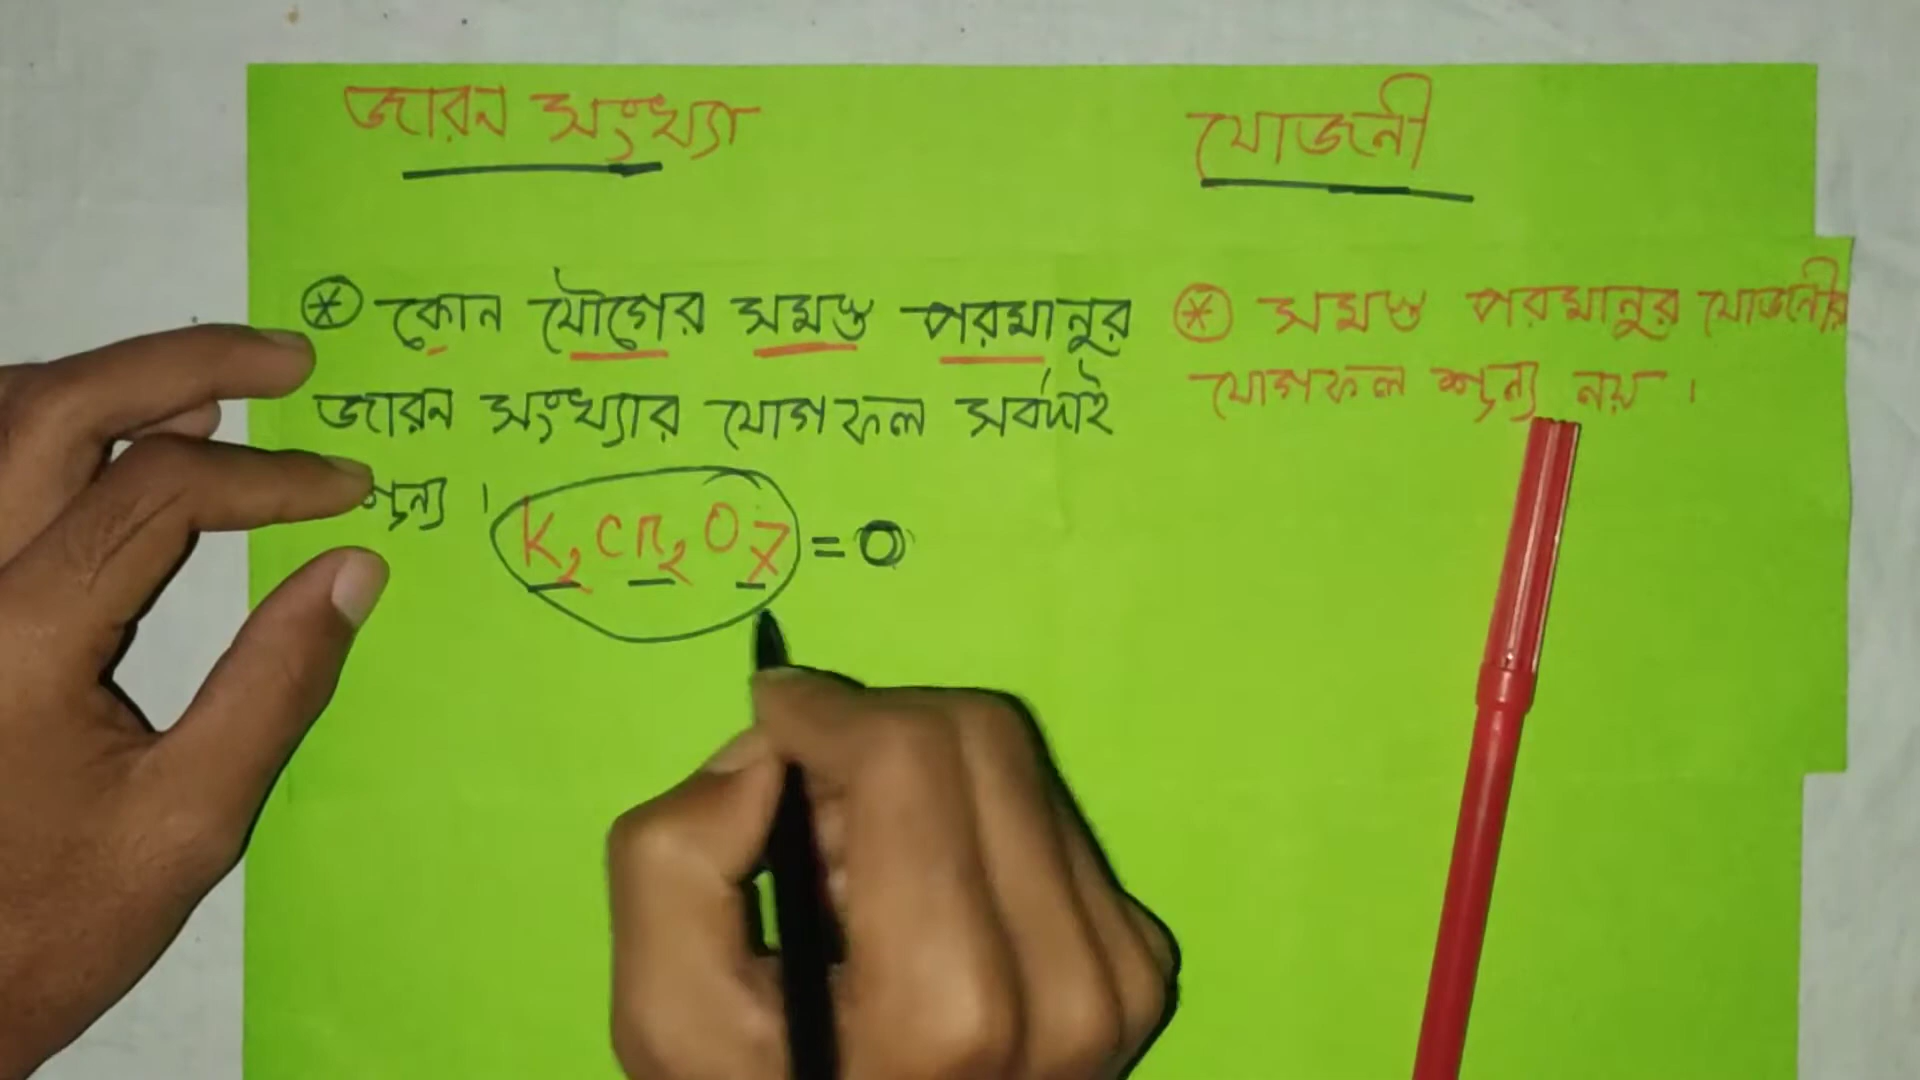 জারন সংখ্যা
যোজনী
* কোন যৌগের সমস্ত পরমানুর
জারন সংখ্যার যোগফল সর্বদাই
শূন্য ।
K₂Cr₂O7 = 0
* সমস্ত পরমানুর যোজনীর
যোগফল শূন্য নয় ।